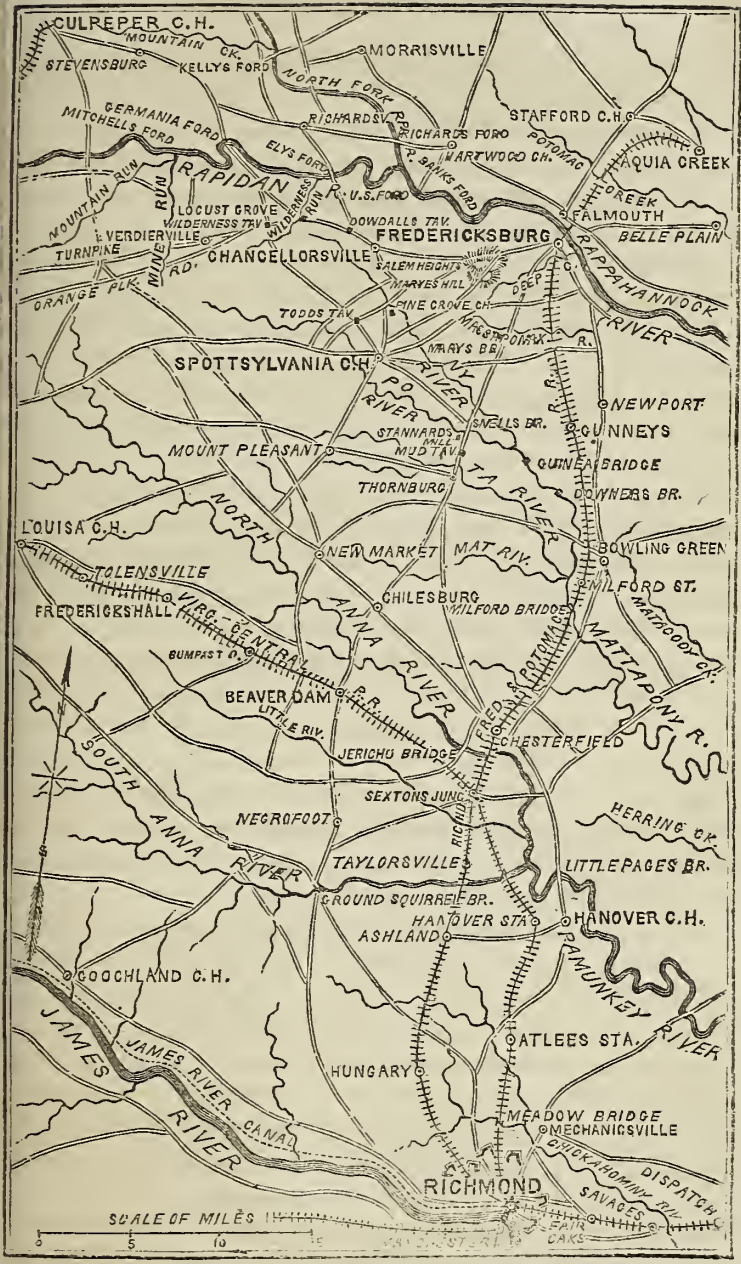 CULPEPER C.H.
MOUNTAIN CK.
STEVENSBURG
KELLYS FORD
MORRISVILLE
NORTH FORK
GERMANIA FORD
MITCHELLS FORD
RICHARDSV.
RICHARDS FORD
STAFFORD C.H.
HARTWOOD CH.
POTOMAC CREEK
AQUIA CREEK
ELYS FORD
RAPIDAN R.
U.S. FORD
BANKS FORD
MOUNTAIN RUN
MINE RUN
LOCUST GROVE
WILDERNESS TAV.
WILDERNESS RUN
DOWDALLS TAV.
FALMOUTH
BELLE PLAIN
VERDIERVILLE
TURNPIKE
CHANCELLORSVILLE
FREDERICKSBURG
RAPPAHANNOCK RIVER
SALEM HEIGHTS
MARYES HILL
DEEP
ORANGE PLK. RD.
TODDS TAV.
PINE GROVE CH.
MARYS BR.
SPOTTSYLVANIA C.H.
NY RIVER
PO RIVER
R. R.
NEWPORT
SNELLS BR.
GUNNEYS
STANNARDS MILL
MUD TAV.
MOUNT PLEASANT
GUINEA BRIDGE
THORNBURG
TA RIVER
DOWNERS BR.
LOUISA C.H.
NORTH ANNA RIVER
NEW MARKET
MAT RIV.
BOWLING GREEN
TOLENSVILLE
MILFORD ST.
FREDERICKSHALL
VIRG.-CENTRAL R.R.
CHILESBURG
MILFORD BRIDGE
MATTAPONY R.
BUMPAST O.
BEAVER DAM
RICHD. FRED. & POTOMAC
LITTLE RIV.
JERICHO BRIDGE
CHESTERFIELD
SOUTH ANNA RIVER
SEXTONS JUNC.
NEGROFOOT
HERRING CK.
TAYLORSVILLE
LITTLE PAGES BR.
GROUND SQUIRREL BR.
HANOVER STA.
HANOVER C.H.
ASHLAND
PAMUNKEY RIVER
GOOCHLAND C.H.
JAMES RIVER
JAMES RIVER CANAL
ATLEES STA.
HUNGARY
MEADOW BRIDGE
MECHANICSVILLE
CHICKAHOMINY RIV.
DISPATCH
RICHMOND
SAVAGES
FAIR OAKS
SCALE OF MILES
0 5 10 15